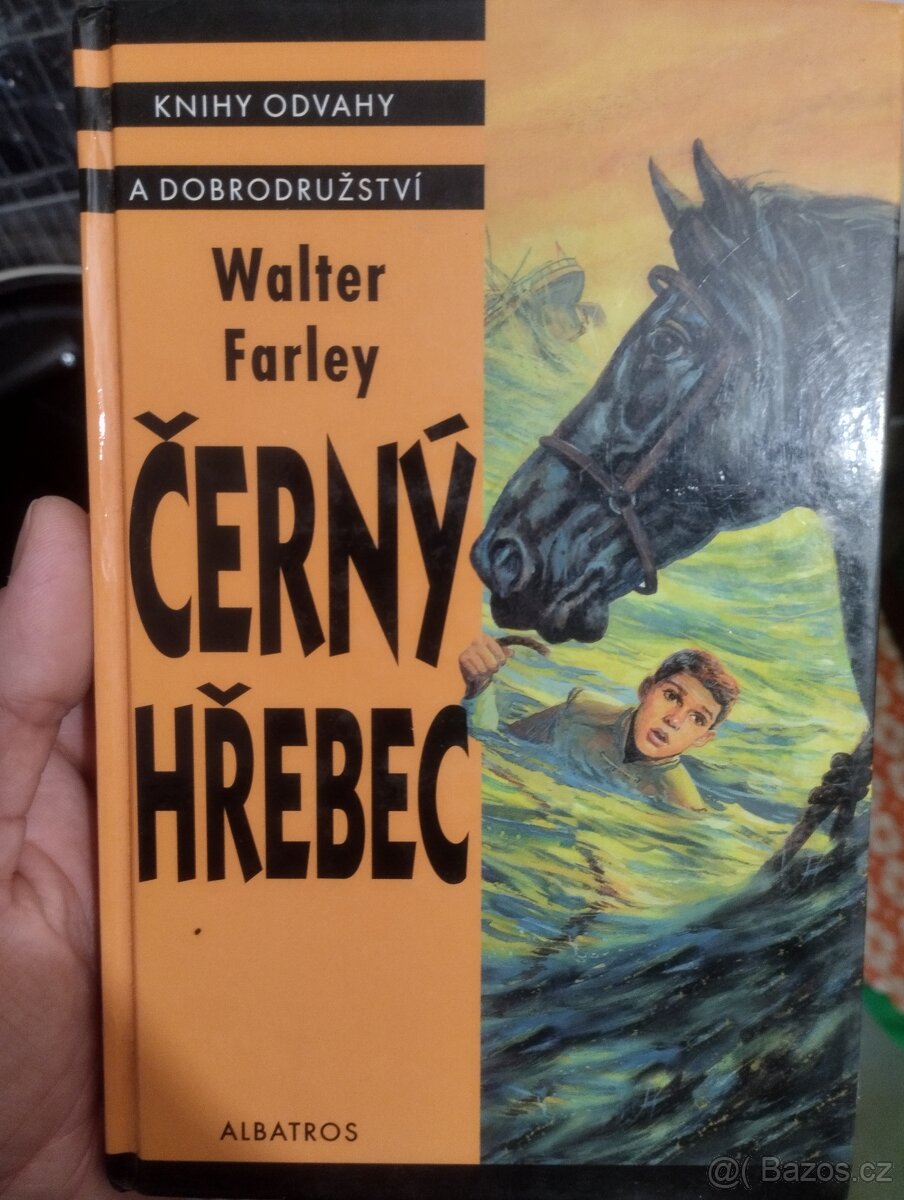 KNIHY ODVAHY
A DOBRODRUŽSTVÍ
Walter
Farley
ČERNÝ
HŘEBEC
ALBATROS
@( Bazos.cz